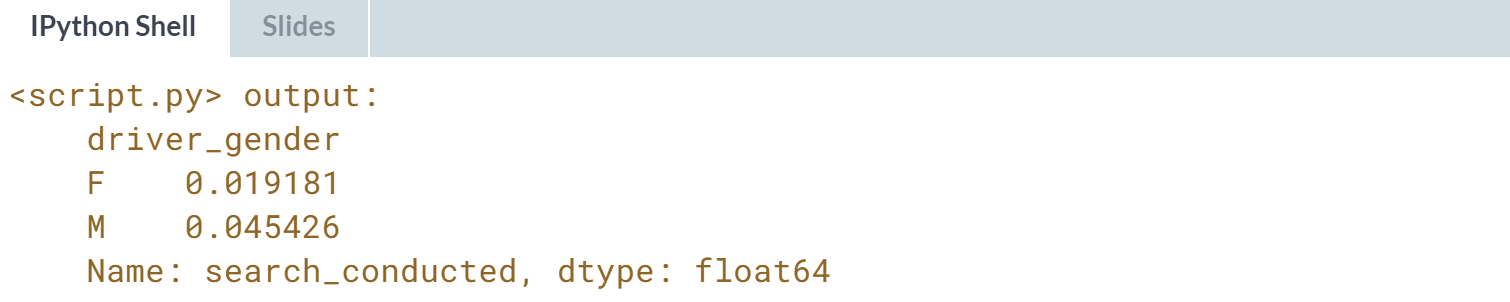 IPython Shell Slides
<script.py> output:
driver_gender
F 0.019181
M 0.045426
Name: search_conducted, dtype: float64